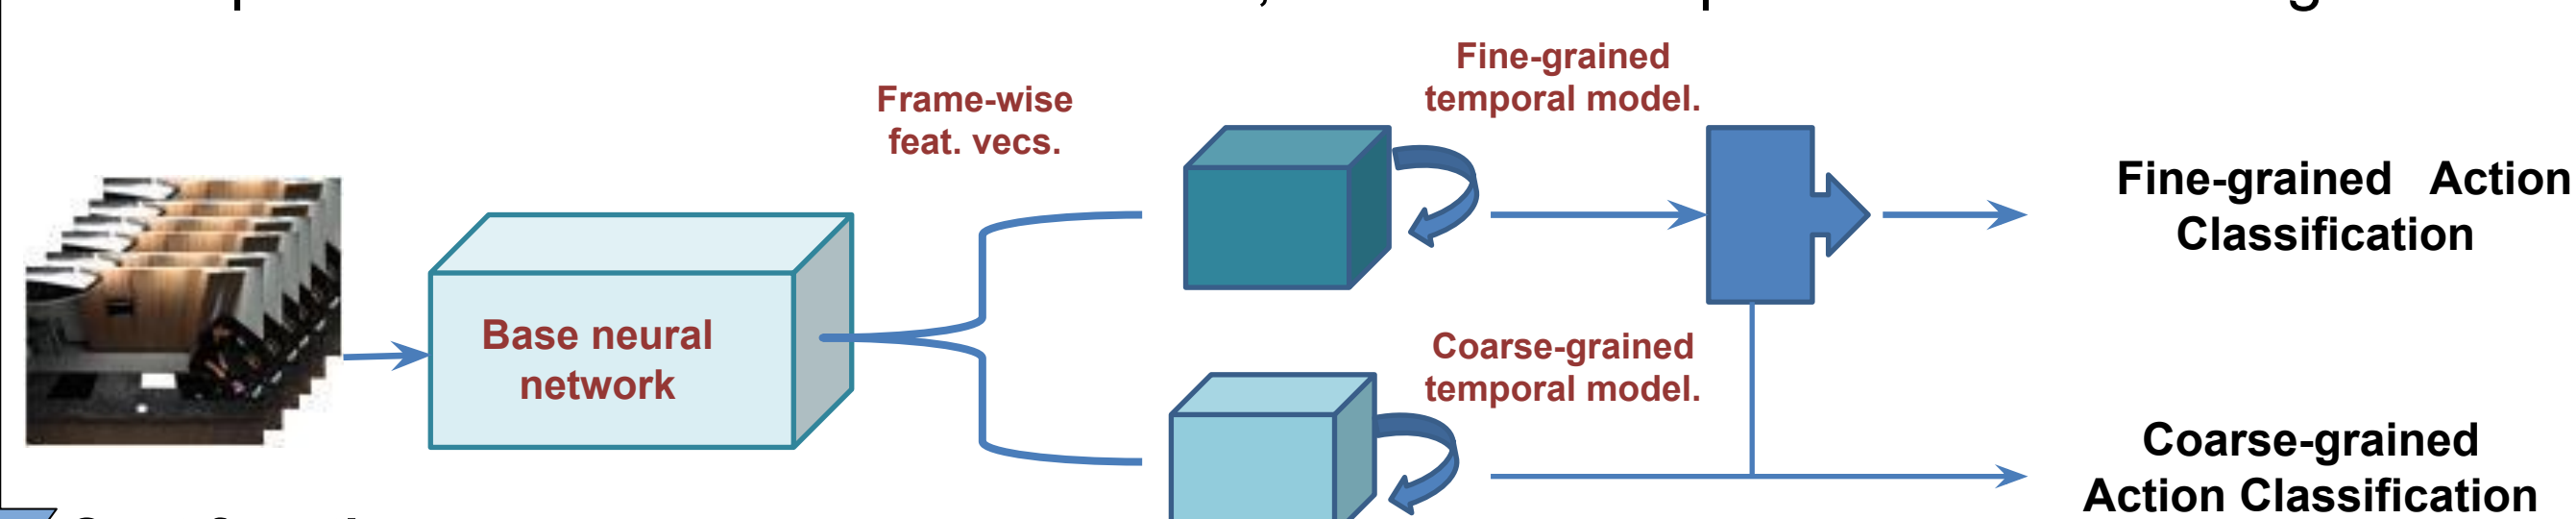 Frame-wise
feat. vecs.
Fine-grained
temporal model.
Base neural
network
Coarse-grained
temporal model.
Fine-grained Action
Classification
Coarse-grained
Action Classification